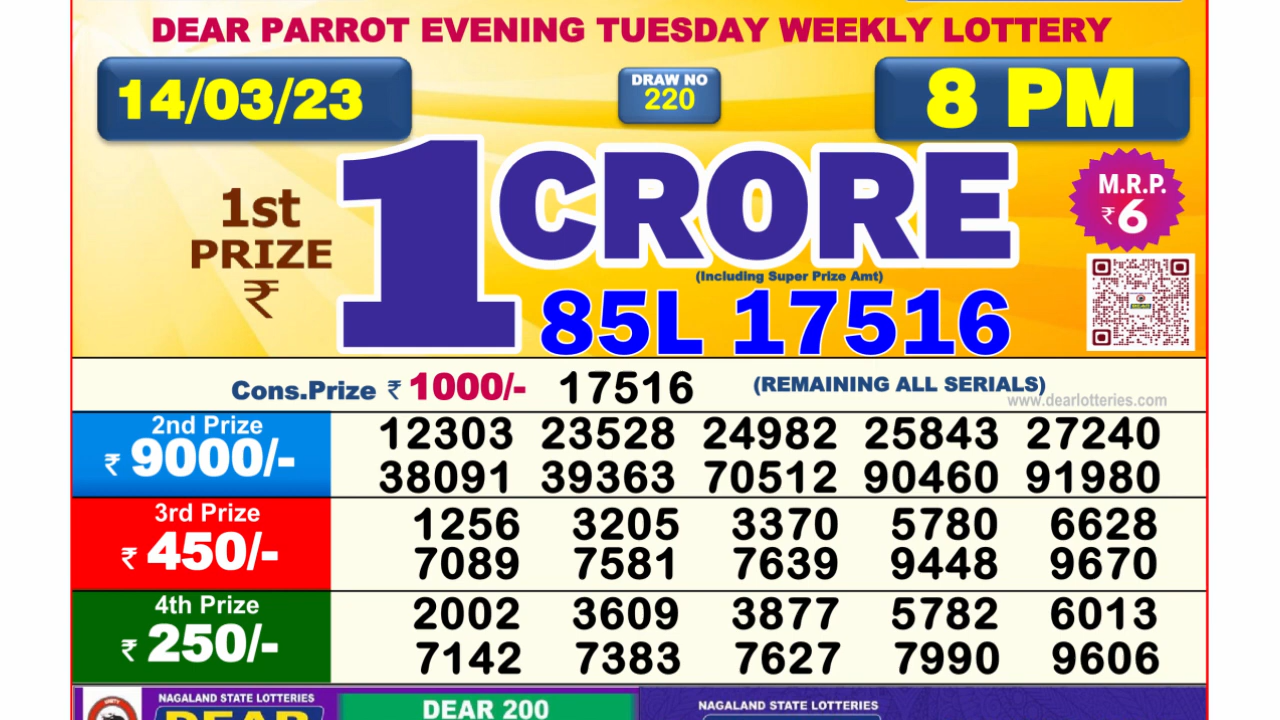 DEAR PARROT EVENING TUESDAY WEEKLY LOTTERY
14/03/23
DRAW NO
220
8 PM
1st
PRIZE
₹
1 CRORE
(Including Super Prize Amt)
85L 17516
M.R.P.
₹ 6
Cons.Prize ₹ 1000/- 17516 (REMAINING ALL SERIALS)
www.dearlotteries.com
2nd Prize
₹ 9000/-
12303 23528 24982 25843 27240
38091 39363 70512 90460 91980
3rd Prize
₹ 450/-
1256 3205 3370 5780 6628
7089 7581 7639 9448 9670
4th Prize
₹ 250/-
2002 3609 3877 5782 6013
7142 7383 7627 7990 9606
NAGALAND STATE LOTTERIES
DEAR
DEAR 200
NAGALAND STATE LOTTERIES